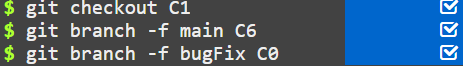 $ git checkout C1
$ git branch -f main C6
$ git branch -f bugFix C0